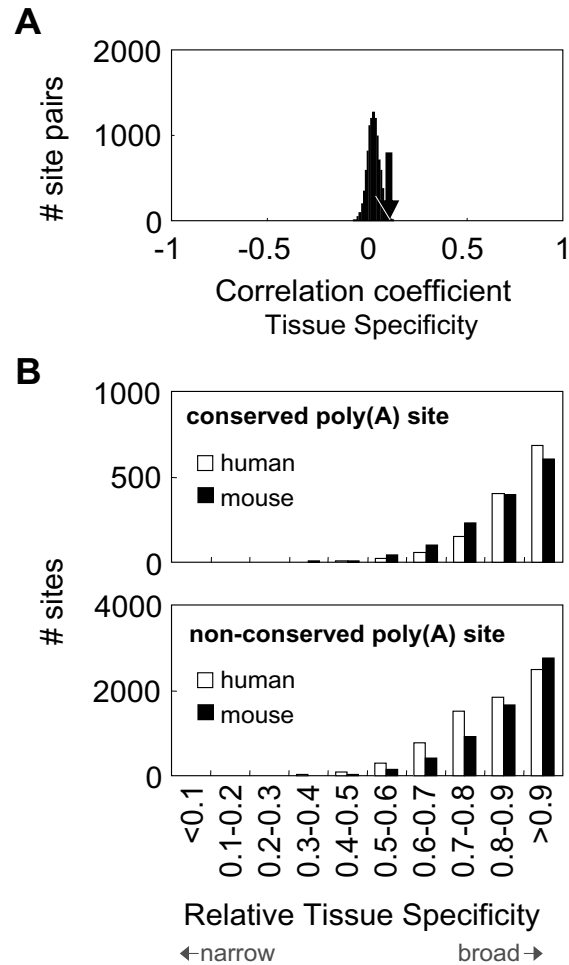 A
2000
1000
0
# site pairs
-1 -0.5 0 0.5 1
Correlation coefficient
Tissue Specificity
B
1000
500
0
conserved poly(A) site
human
mouse
# sites
4000
2000
0
non-conserved poly(A) site
human
mouse
<0.1
0.1-0.2
0.2-0.3
0.3-0.4
0.4-0.5
0.5-0.6
0.6-0.7
0.7-0.8
0.8-0.9
>0.9
Relative Tissue Specificity
←narrow broad→